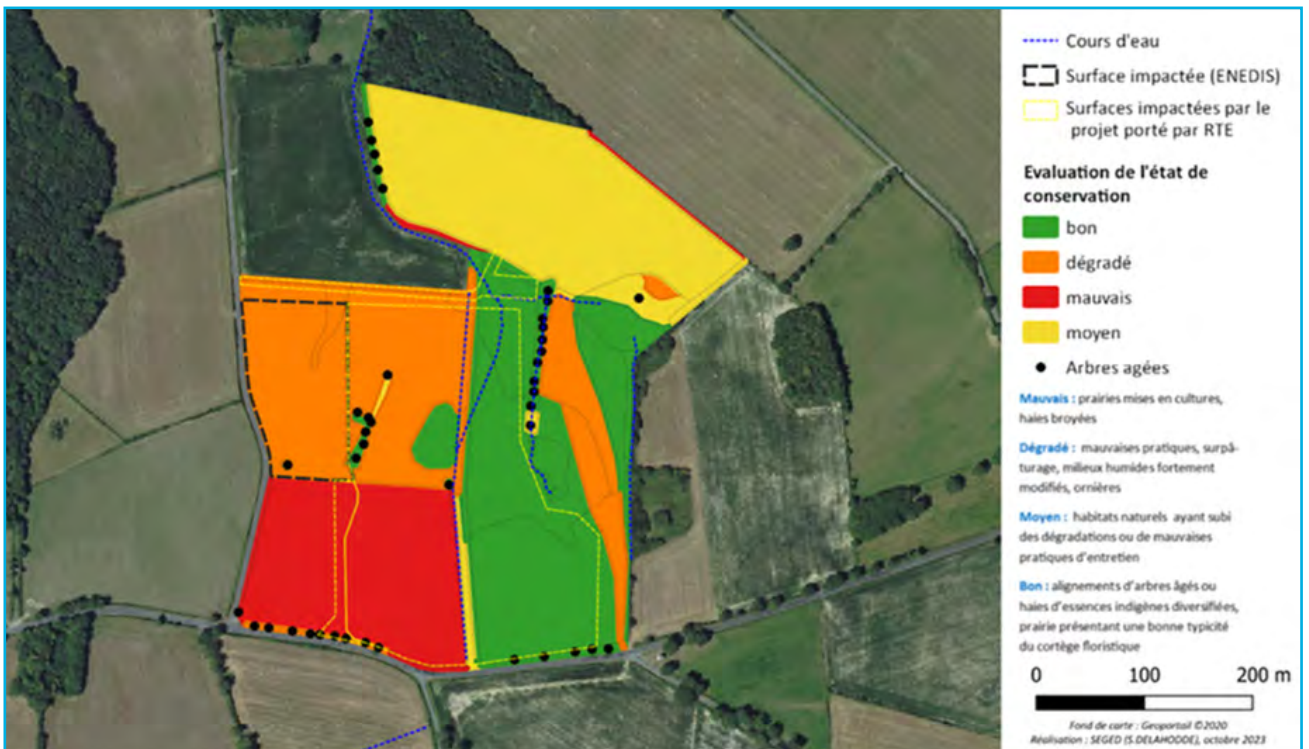 Cours d'eau
Surface impactée (ENEDIS)
Surfaces impactées par le
projet porté par RTE
Evaluation de l'état de
conservation
bon
dégradé
mauvais
moyen
Arbres agées
Mauvais : prairies mises en cultures,
haies broyées
Dégradé : mauvaises pratiques, surpâ-
turage, milieux humides fortement
modifiés, ornières
Moyen : habitats naturels ayant subi
des dégradations ou de mauvaises
pratiques d'entretien
Bon : alignements d'arbres âgés ou
haies d'essences indigènes diversifiées,
prairie présentant une bonne typicité
du cortège floristique
0 100 200 m
Fond de carte : Geoportail ©2020
Réalisation : SEGED (S.DELAHODDE), octobre 2023